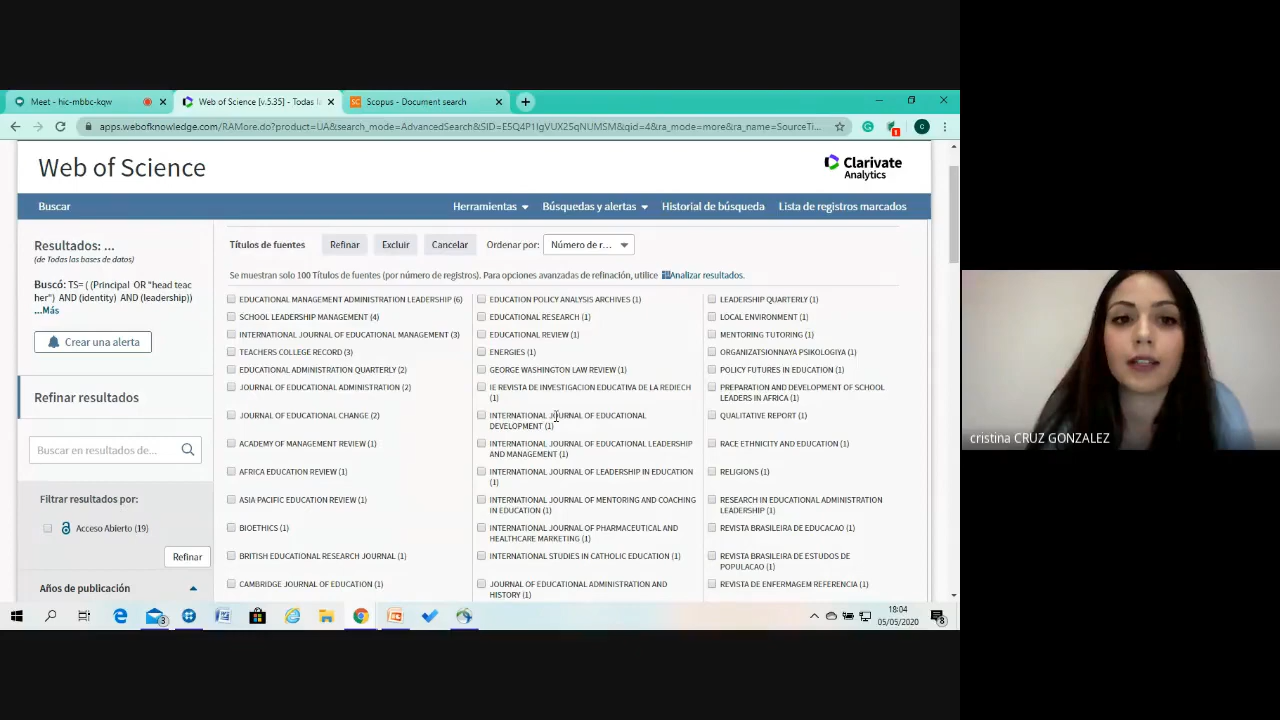 Meet - hic-mbbc-kqw
Web of Science [v.5.35] - Todas l
Scopus - Document search
apps.webofknowledge.com/RAMore.do?product=UA&search_mode=AdvancedSearch&SID=E5Q4P1IgVUX25qNUMSM&qid=4&ra_mode=more&ra_name=SourceTi...
Web of Science
Clarivate
Analytics
Buscar
Herramientas
Búsquedas y alertas
Historial de búsqueda
Lista de registros marcados
Resultados: ...
(de Todas las bases de datos)
Buscó: TS= ( (Principal OR "head teac
her") AND (identity) AND (leadership))
...Más
Crear una alerta
Refinar resultados
Buscar en resultados de...
Filtrar resultados por:
Acceso Abierto (19)
Refinar
Años de publicación
Títulos de fuentes
Refinar
Excluir
Cancelar
Ordenar por:
Número de r...
Se muestran solo 100 Títulos de fuentes (por número de registros). Para opciones avanzadas de refinación, utilice Analizar resultados.
EDUCATIONAL MANAGEMENT ADMINISTRATION LEADERSHIP (6)
SCHOOL LEADERSHIP MANAGEMENT (4)
INTERNATIONAL JOURNAL OF EDUCATIONAL MANAGEMENT (3)
TEACHERS COLLEGE RECORD (3)
EDUCATIONAL ADMINISTRATION QUARTERLY (2)
JOURNAL OF EDUCATIONAL ADMINISTRATION (2)
JOURNAL OF EDUCATIONAL CHANGE (2)
ACADEMY OF MANAGEMENT REVIEW (1)
AFRICA EDUCATION REVIEW (1)
ASIA PACIFIC EDUCATION REVIEW (1)
BIOETHICS (1)
BRITISH EDUCATIONAL RESEARCH JOURNAL (1)
CAMBRIDGE JOURNAL OF EDUCATION (1)
EDUCATION POLICY ANALYSIS ARCHIVES (1)
EDUCATIONAL RESEARCH (1)
EDUCATIONAL REVIEW (1)
ENERGIES (1)
GEORGE WASHINGTON LAW REVIEW (1)
IE REVISTA DE INVESTIGACION EDUCATIVA DE LA REDIECH
(1)
INTERNATIONAL JOURNAL OF EDUCATIONAL
DEVELOPMENT (1)
INTERNATIONAL JOURNAL OF EDUCATIONAL LEADERSHIP
AND MANAGEMENT (1)
INTERNATIONAL JOURNAL OF LEADERSHIP IN EDUCATION
(1)
INTERNATIONAL JOURNAL OF MENTORING AND COACHING
IN EDUCATION (1)
INTERNATIONAL JOURNAL OF PHARMACEUTICAL AND
HEALTHCARE MARKETING (1)
INTERNATIONAL STUDIES IN CATHOLIC EDUCATION (1)
JOURNAL OF EDUCATIONAL ADMINISTRATION AND
HISTORY (1)
LEADERSHIP QUARTERLY (1)
LOCAL ENVIRONMENT (1)
MENTORING TUTORING (1)
ORGANIZATSIONNAYA PSIKOLOGIYA (1)
POLICY FUTURES IN EDUCATION (1)
PREPARATION AND DEVELOPMENT OF SCHOOL
LEADERS IN AFRICA (1)
QUALITATIVE REPORT (1)
RACE ETHNICITY AND EDUCATION (1)
RELIGIONS (1)
RESEARCH IN EDUCATIONAL ADMINISTRATION
LEADERSHIP (1)
REVISTA BRASILEIRA DE EDUCACAO (1)
REVISTA BRASILEIRA DE ESTUDOS DE
POPULACAO (1)
REVISTA DE ENFERMAGEM REFERENCIA (1)
cristina CRUZ GONZALEZ
18:04
05/05/2020